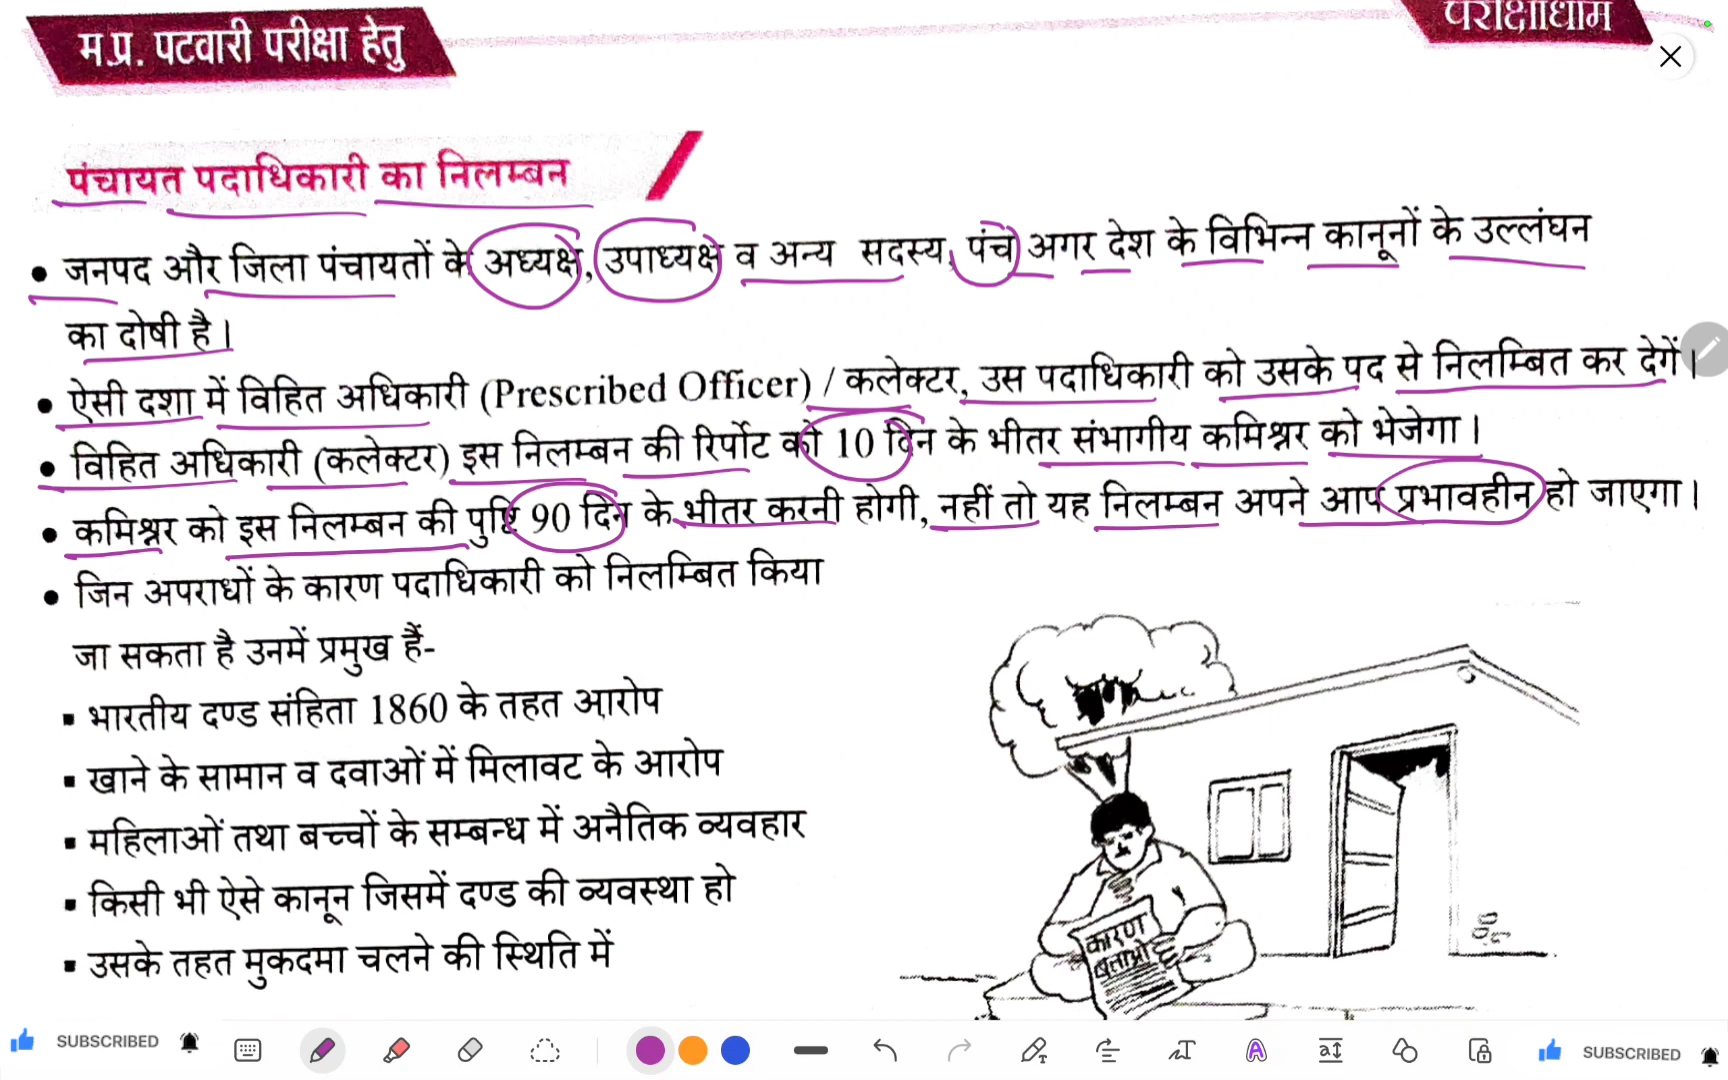 म.प्र. पटवारी परीक्षा हेतु
परीक्षाधाम
पंचायत पदाधिकारी का निलम्बन
• जनपद और जिला पंचायतों के अध्यक्ष, उपाध्यक्ष व अन्य सदस्य, पंच अगर देश के विभिन्न कानूनों के उल्लंघन
का दोषी है।
• ऐसी दशा में विहित अधिकारी (Prescribed Officer) / कलेक्टर, उस पदाधिकारी को उसके पद से निलम्बित कर देगें।
• विहित अधिकारी (कलेक्टर) इस निलम्बन की रिर्पोट को 10 दिन के भीतर संभागीय कमिश्नर को भेजेगा।
• कमिश्नर को इस निलम्बन की पुष्टि 90 दिन के भीतर करनी होगी, नहीं तो यह निलम्बन अपने आप प्रभावहीन हो जाएगा।
• जिन अपराधों के कारण पदाधिकारी को निलम्बित किया
जा सकता है उनमें प्रमुख हैं-
▪ भारतीय दण्ड संहिता 1860 के तहत आरोप
▪ खाने के सामान व दवाओं में मिलावट के आरोप
▪ महिलाओं तथा बच्चों के सम्बन्ध में अनैतिक व्यवहार
▪ किसी भी ऐसे कानून जिसमें दण्ड की व्यवस्था हो
▪ उसके तहत मुकदमा चलने की स्थिति में
कारण
बताओ
SUBSCRIBED
SUBSCRIBED